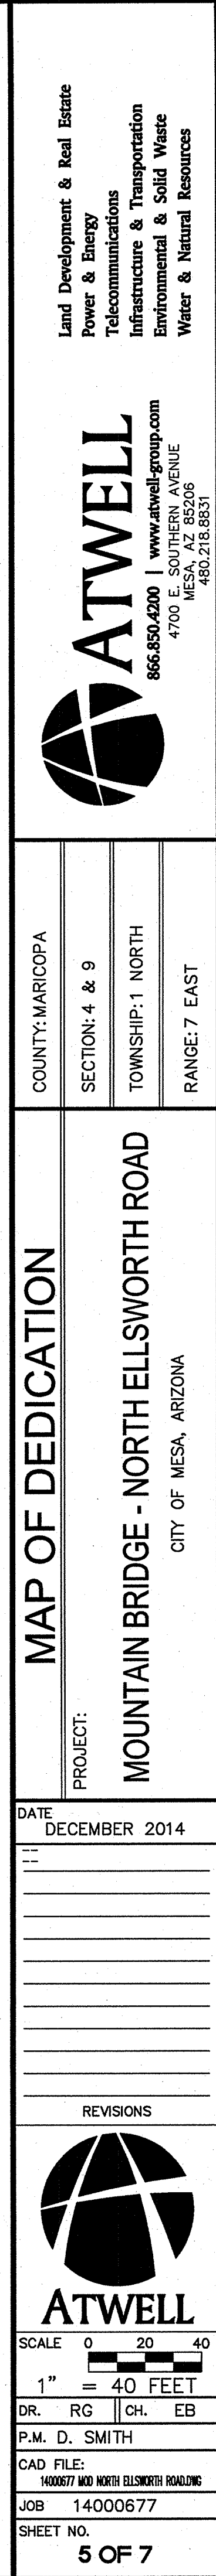 ATWELL
866.850.4200 | www.atwell-group.com
4700 E. SOUTHERN AVENUE
MESA, AZ 85206
480.218.8831
Land Development & Real Estate
Power & Energy
Telecommunications
Infrastructure & Transportation
Environmental & Solid Waste
Water & Natural Resources
COUNTY: MARICOPA
SECTION: 4 & 9
TOWNSHIP: 1 NORTH
RANGE: 7 EAST
MAP OF DEDICATION
PROJECT:
MOUNTAIN BRIDGE - NORTH ELLSWORTH ROAD
CITY OF MESA, ARIZONA
DATE
DECEMBER 2014
--
--
REVISIONS
ATWELL
SCALE 0 20 40
1" = 40 FEET
DR. RG CH. EB
P.M. D. SMITH
CAD FILE:
14000677 MOD NORTH ELLSWORTH ROAD.DWG
JOB 14000677
SHEET NO.
5 OF 7